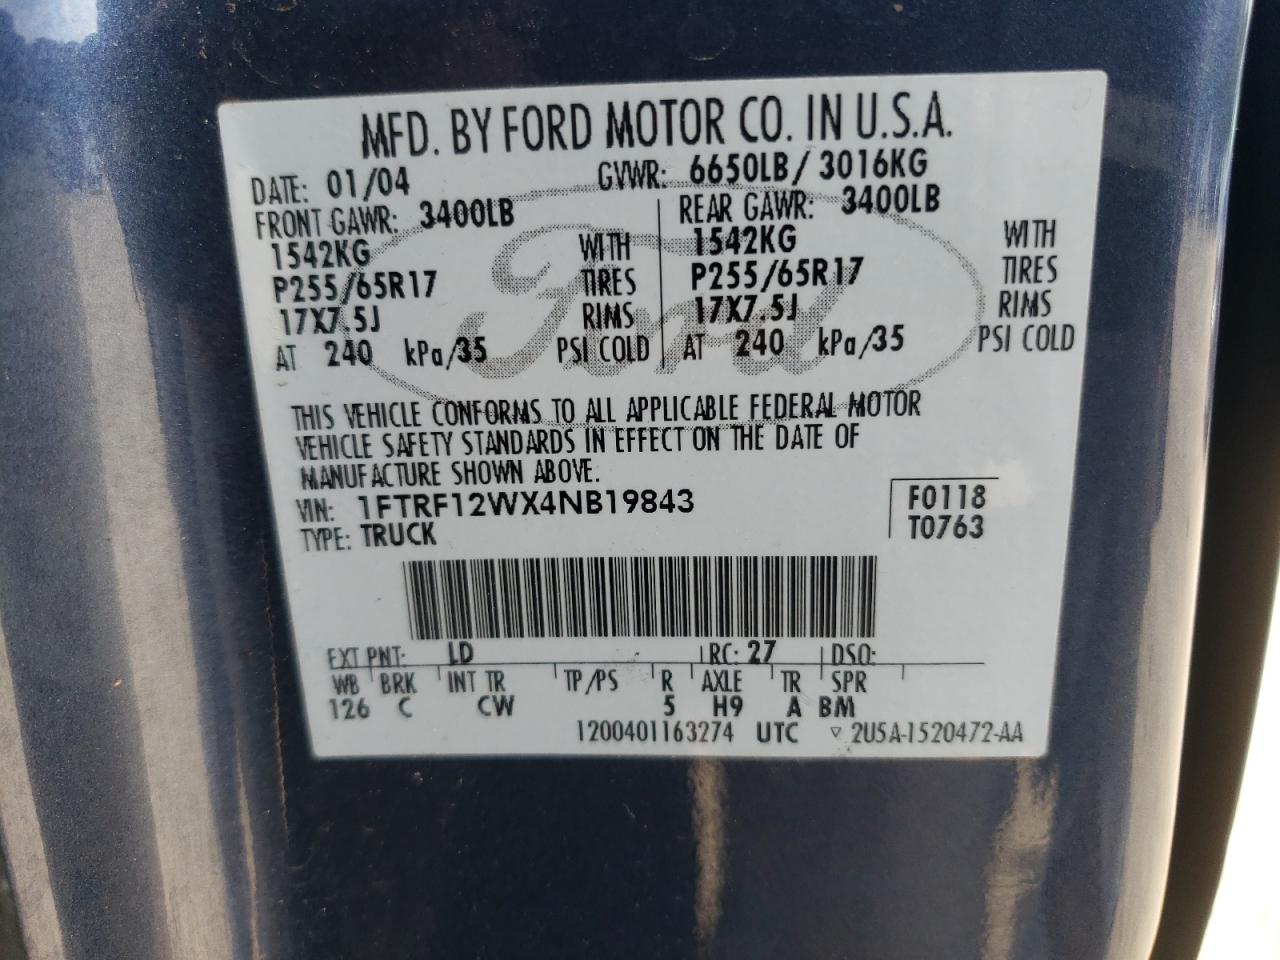 MFD. BY FORD MOTOR CO. IN U.S.A.
DATE: 01/04 GVWR: 6650LB/ 3016KG
FRONT GAWR: 3400LB REAR GAWR: 3400LB
1542KG WITH 1542KG WITH
P255/65R17 TIRES P255/65R17 TIRES
17X7.5J RIMS 17X7.5J RIMS
AT 240 kPa/35 PSI COLD AT 240 kPa/35 PSI COLD
Ford
THIS VEHICLE CONFORMS TO ALL APPLICABLE FEDERAL MOTOR
VEHICLE SAFETY STANDARDS IN EFFECT ON THE DATE OF
MANUFACTURE SHOWN ABOVE.
VIN: 1FTRF12WX4NB19843 F0118
TYPE: TRUCK T0763
EXT PNT: LD RC: 27 DSO:
WB BRK INT TR TP/PS R AXLE TR SPR
126 C CW 5 H9 A BM
1200401163274 UTC ▽ 2U5A-1520472-AA